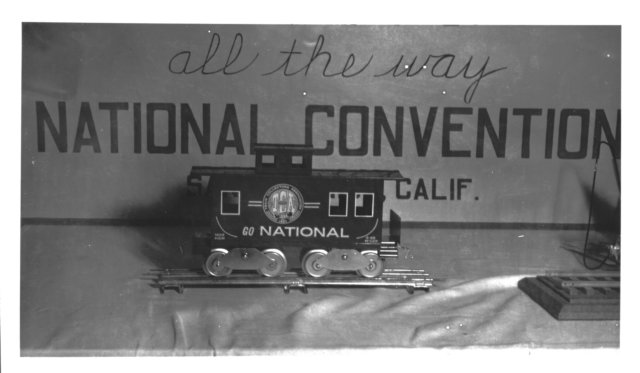 all the way
NATIONAL CONVENTION
S CALIF.
GO NATIONAL